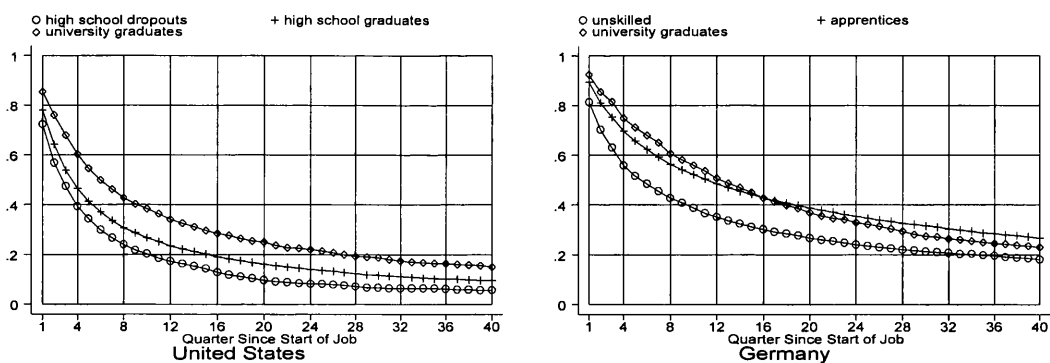 high school dropouts + high school graduates
university graduates
1
.8
.6
.4
.2
0
1 4 8 12 16 20 24 28 32 36 40
Quarter Since Start of Job
United States
unskilled + apprentices
university graduates
1
.8
.6
.4
.2
0
1 4 8 12 16 20 24 28 32 36 40
Quarter Since Start of Job
Germany